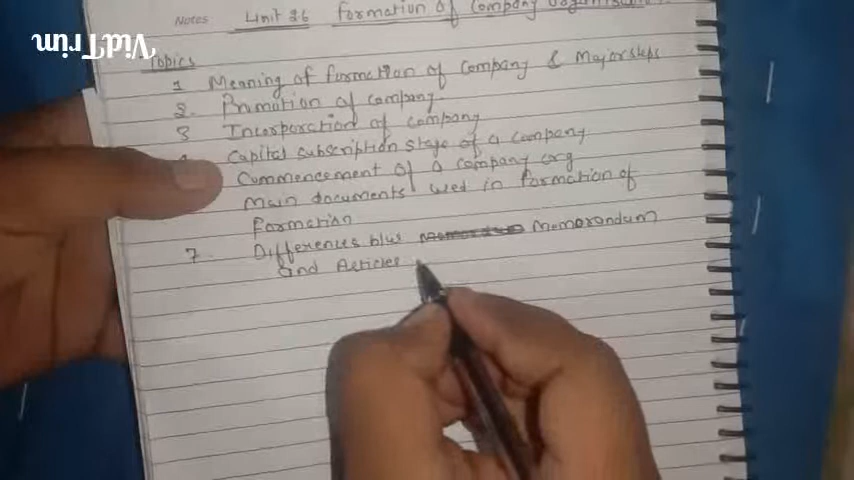 VidTrim
NOTES Unit 26 Formation of Company Organisation
Topics
1 Meaning of formation of company & Major steps
2. Promotion of company
3 Incorporation of company
Capital subscription stage of a company
Commencement of a company org
Main documents used in formation of
formation
7. Differences b/w Memorandum
and Articles